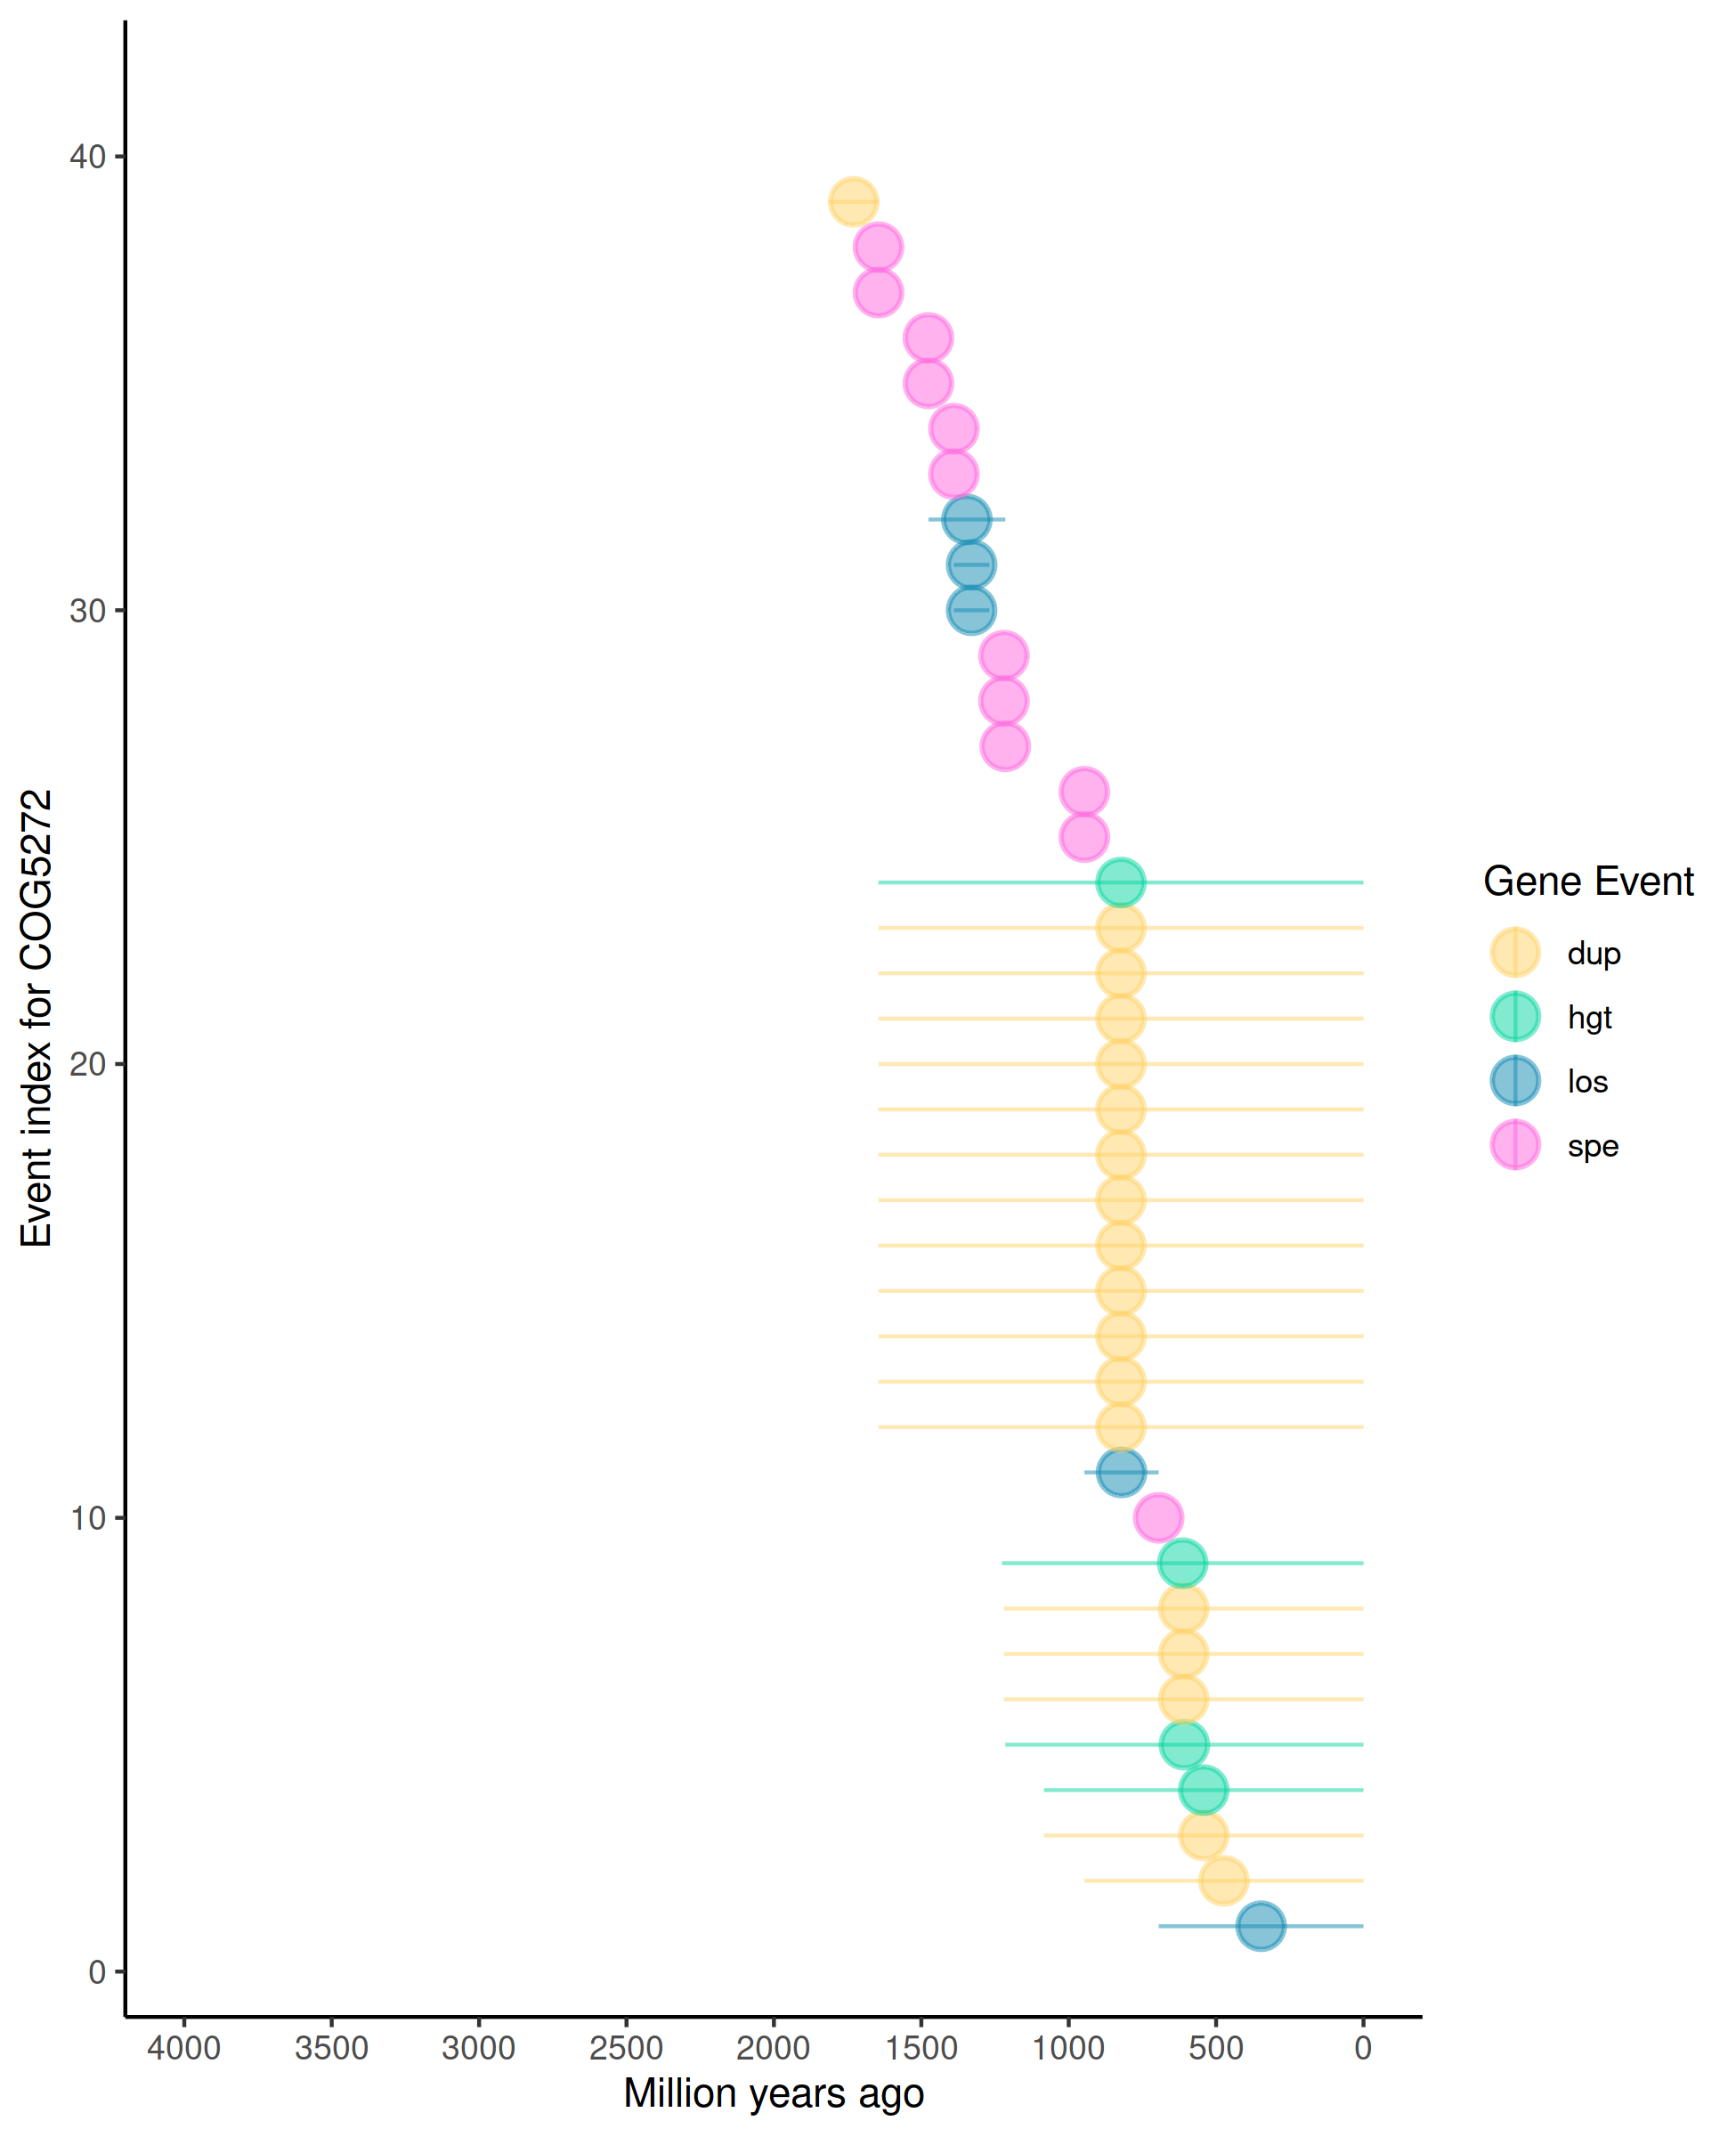 40
30
20
10
0
Event index for COG5272
4000 3500 3000 2500 2000 1500 1000 500 0
Million years ago
Gene Event
dup
hgt
los
spe